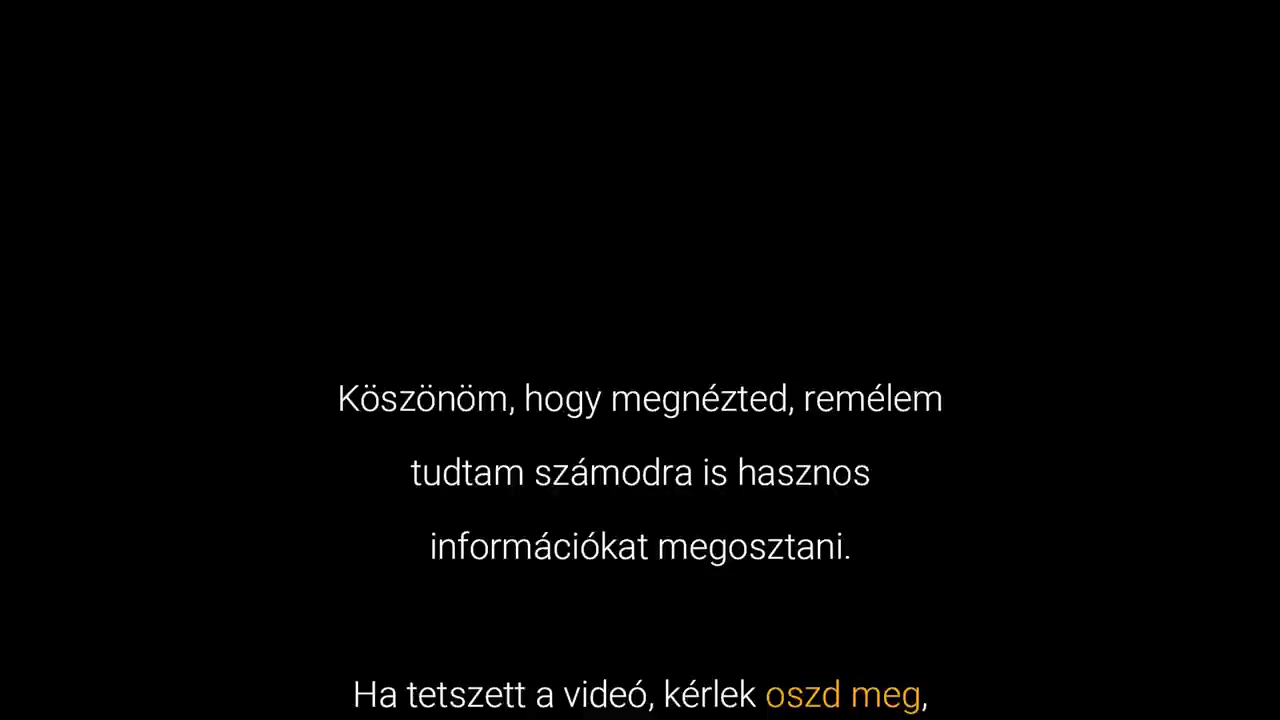 Köszönöm, hogy megnézted, remélem
tudtam számodra is hasznos
információkat megosztani.
Ha tetszett a videó, kérlek oszd meg,